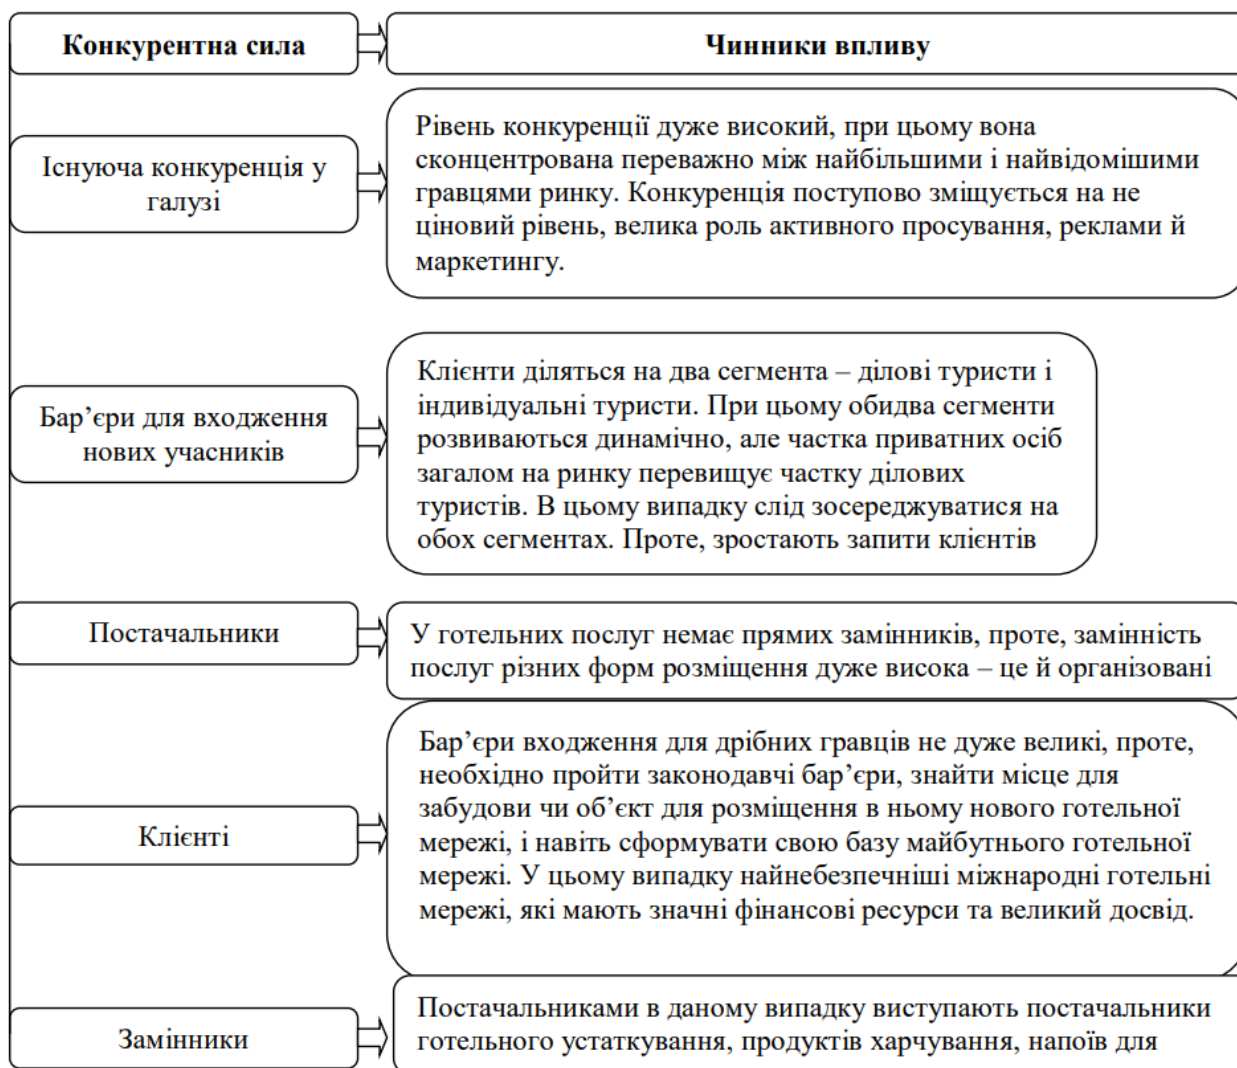 Конкурентна сила
Чинники впливу
Існуюча конкуренція у
галузі
Рівень конкуренції дуже високий, при цьому вона
сконцентрована переважно між найбільшими і найвідомішими
гравцями ринку. Конкуренція поступово зміщується на не
ціновий рівень, велика роль активного просування, реклами й
маркетингу.
Бар’єри для входження
нових учасників
Клієнти діляться на два сегмента – ділові туристи і
індивідуальні туристи. При цьому обидва сегменти
розвиваються динамічно, але частка приватних осіб
загалом на ринку перевищує частку ділових
туристів. В цьому випадку слід зосереджуватися на
обох сегментах. Проте, зростають запити клієнтів
Постачальники
У готельних послуг немає прямих замінників, проте, замінність
послуг різних форм розміщення дуже висока – це й організовані
Клієнті
Бар’єри входження для дрібних гравців не дуже великі, проте,
необхідно пройти законодавчі бар’єри, знайти місце для
забудови чи об’єкт для розміщення в ньому нового готельної
мережі, і навіть сформувати свою базу майбутнього готельної
мережі. У цьому випадку найнебезпечніші міжнародні готельні
мережі, які мають значні фінансові ресурси та великий досвід.
Замінники
Постачальниками в даному випадку виступають постачальники
готельного устаткування, продуктів харчування, напоїв для